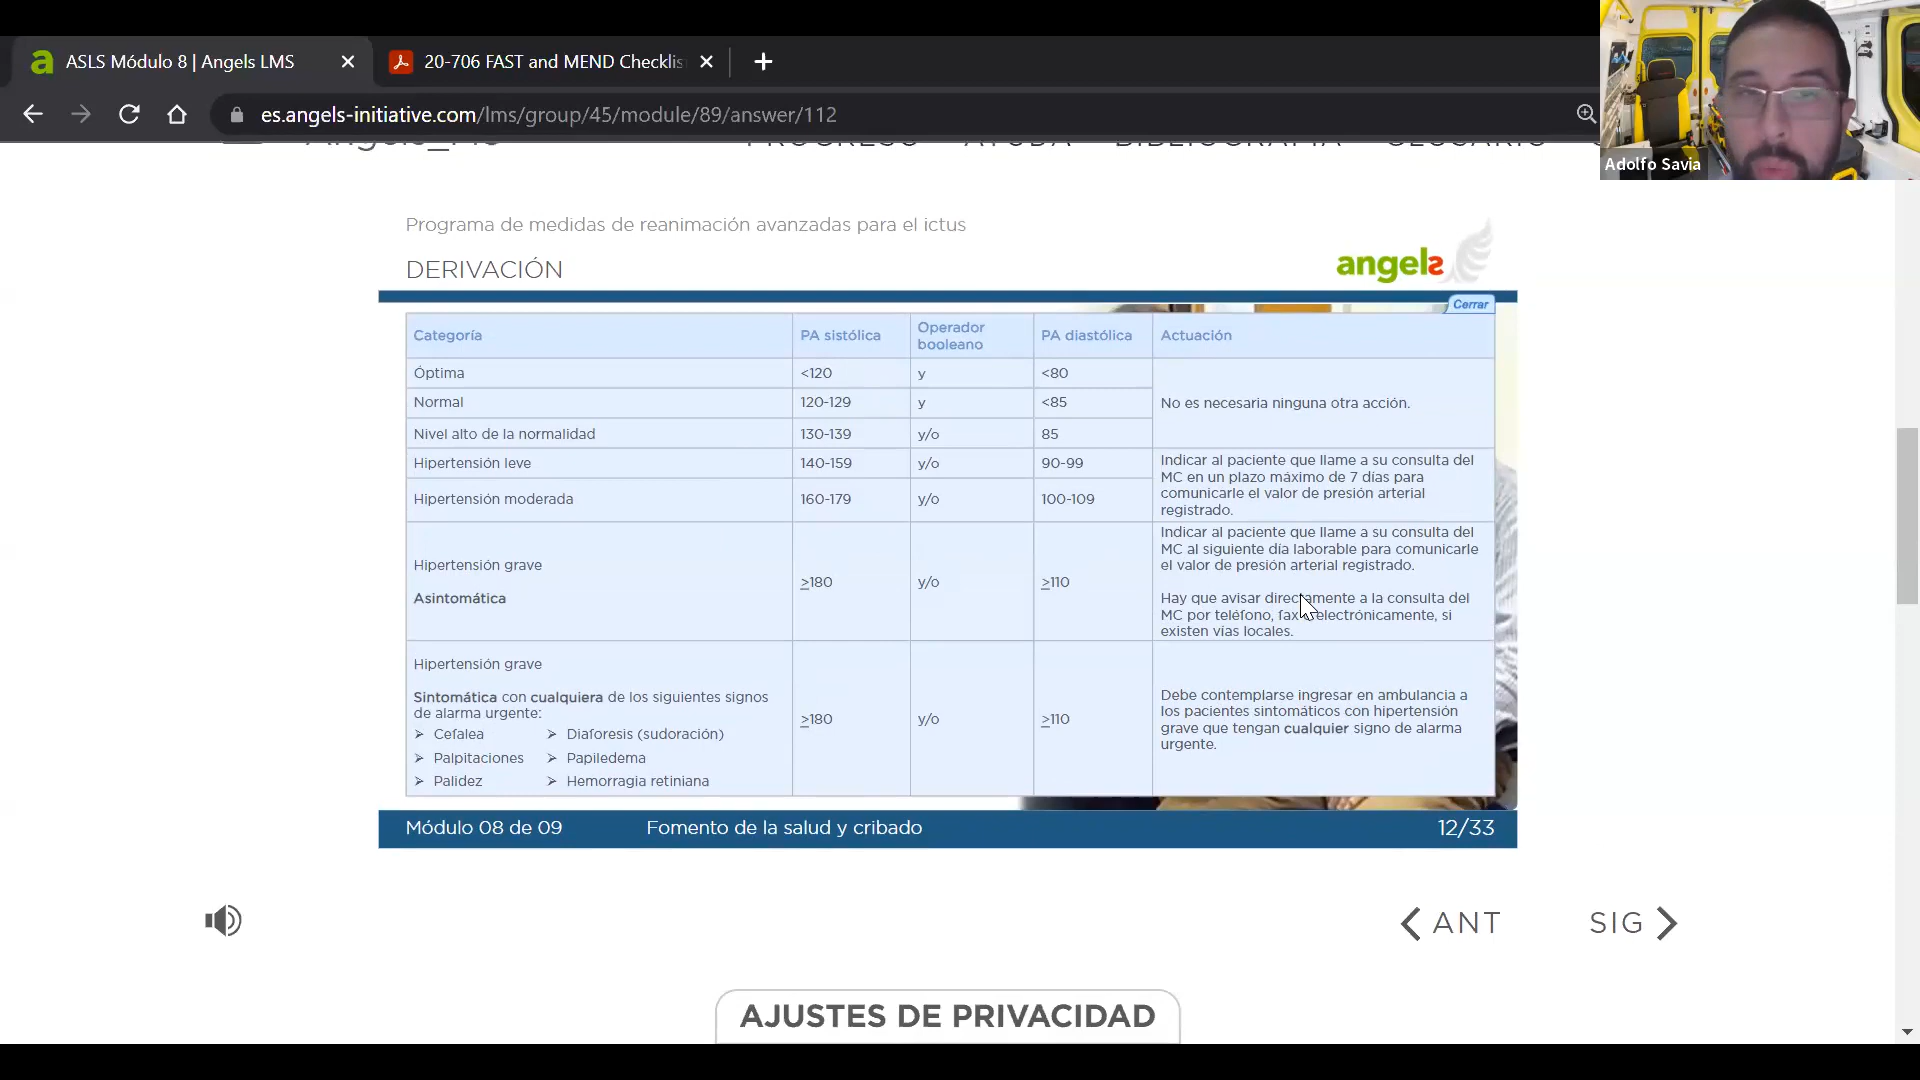 ASLS Módulo 8 | Angels LMS
20-706 FAST and MEND Checklis
es.angels-initiative.com/lms/group/45/module/89/answer/112
Adolfo Savia
PROGRESO AYUDA BIBLIOGRAFÍA GLOSARIO
Programa de medidas de reanimación avanzadas para el ictus
DERIVACIÓN
angels
Cerrar
Categoría PA sistólica Operador booleano PA diastólica Actuación
Óptima <120 y <80
Normal 120-129 y <85
No es necesaria ninguna otra acción.
Nivel alto de la normalidad 130-139 y/o 85
Hipertensión leve 140-159 y/o 90-99
Hipertensión moderada 160-179 y/o 100-109
Indicar al paciente que llame a su consulta del
MC en un plazo máximo de 7 días para
comunicarle el valor de presión arterial
registrado.
Hipertensión grave
Asintomática
≥180 y/o ≥110
Indicar al paciente que llame a su consulta del
MC al siguiente día laborable para comunicarle
el valor de presión arterial registrado.
Hay que avisar directamente a la consulta del
MC por teléfono, fax electrónicamente, si
existen vías locales.
Hipertensión grave
Sintomática con cualquiera de los siguientes signos
de alarma urgente:
➢ Cefalea ➢ Diaforesis (sudoración)
➢ Palpitaciones ➢ Papiledema
➢ Palidez ➢ Hemorragia retiniana
≥180 y/o ≥110
Debe contemplarse ingresar en ambulancia a
los pacientes sintomáticos con hipertensión
grave que tengan cualquier signo de alarma
urgente.
Módulo 08 de 09 Fomento de la salud y cribado 12/33
ANT SIG
AJUSTES DE PRIVACIDAD